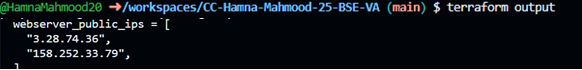 @HamnaMahmood20 ➜/workspaces/CC-Hamna-Mahmood-25-BSE-VA (main) $ terraform output
webserver_public_ips = [
"3.28.74.36",
"158.252.33.79",
]